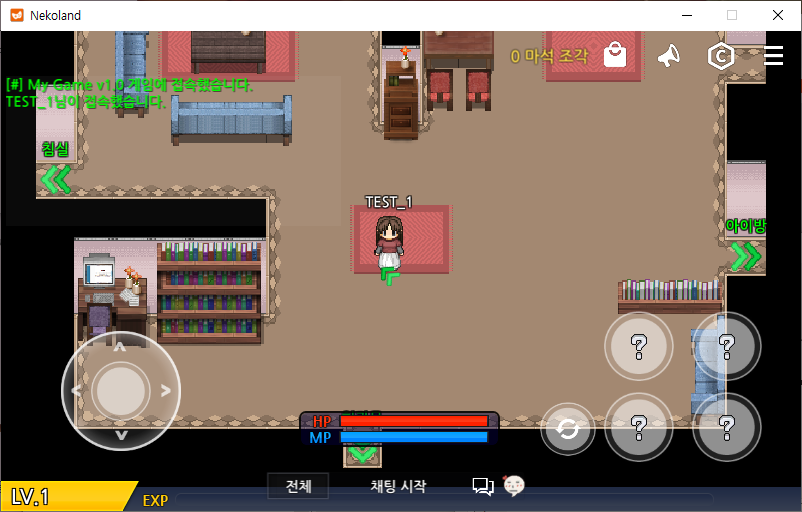 Nekoland
0 마석 조각
[#] My Game v1.0 게임에 접속했습니다.
TEST_1님이 접속했습니다.
침실
TEST_1
아이방
? ?
HP
MP
? ?
전체 채팅 시작
LV.1 EXP